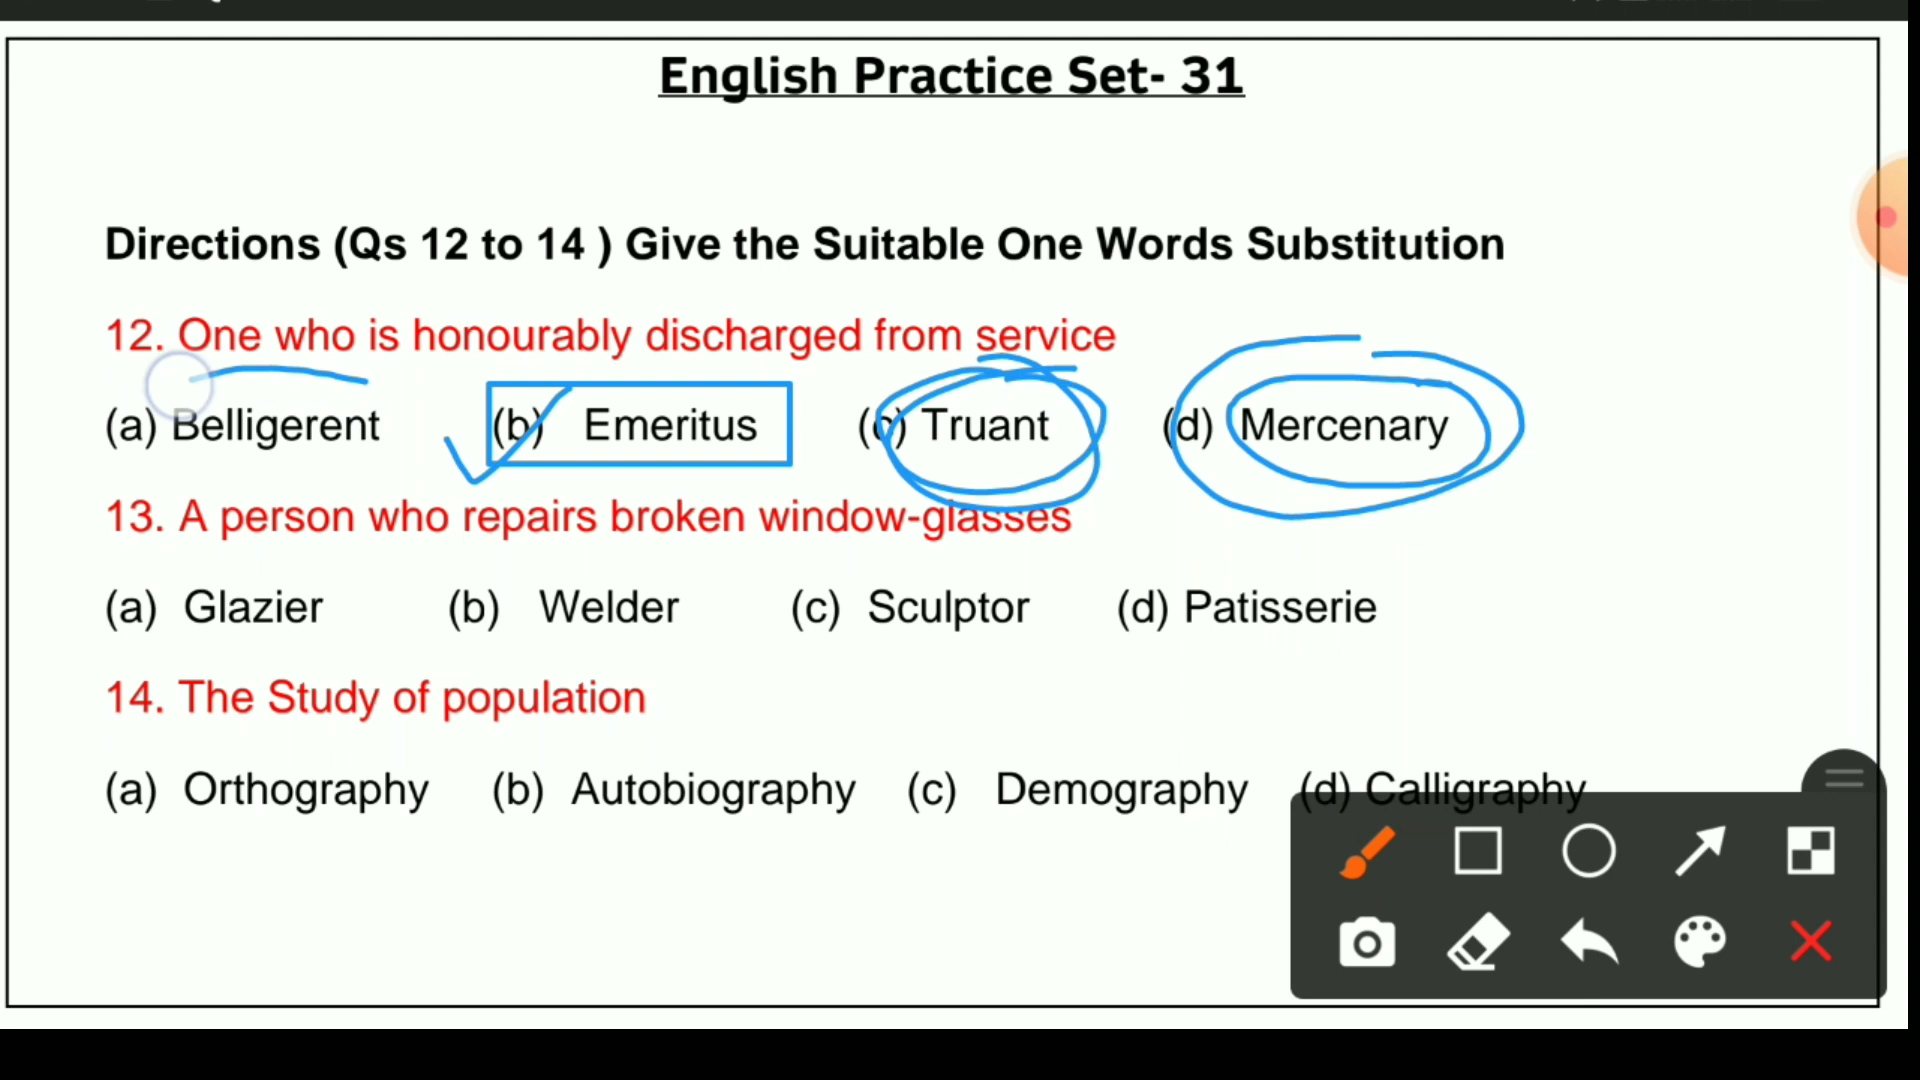 English Practice Set- 31
Directions (Qs 12 to 14 ) Give the Suitable One Words Substitution
12. One who is honourably discharged from service
(a) Belligerent (b) Emeritus (c) Truant (d) Mercenary
13. A person who repairs broken window-glasses
(a) Glazier (b) Welder (c) Sculptor (d) Patisserie
14. The Study of population
(a) Orthography (b) Autobiography (c) Demography (d) Calligraphy